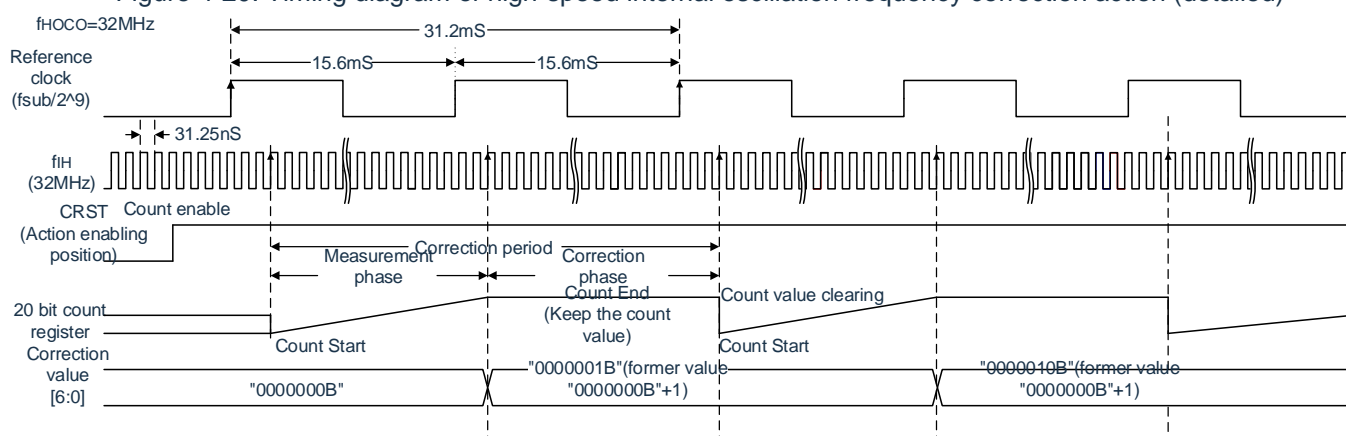 Figure 4-20: Timing diagram of high-speed internal oscillation frequency correction action (detailed)
fHOCO=32MHz
31.2mS
Reference
clock
(fsub/2^9)
15.6mS
15.6mS
31.25nS
fIH
(32MHz)
CRST
Count enable
(Action enabling
position)
Correction period
Measurement
phase
Correction
phase
Count End
(Keep the count
value)
Count value clearing
20 bit count
register
Count Start
Count Start
Correction
value
[6:0]
"0000000B"
"0000001B"(former value
"0000000B"+1)
"0000010B"(former value
"0000000B"+1)